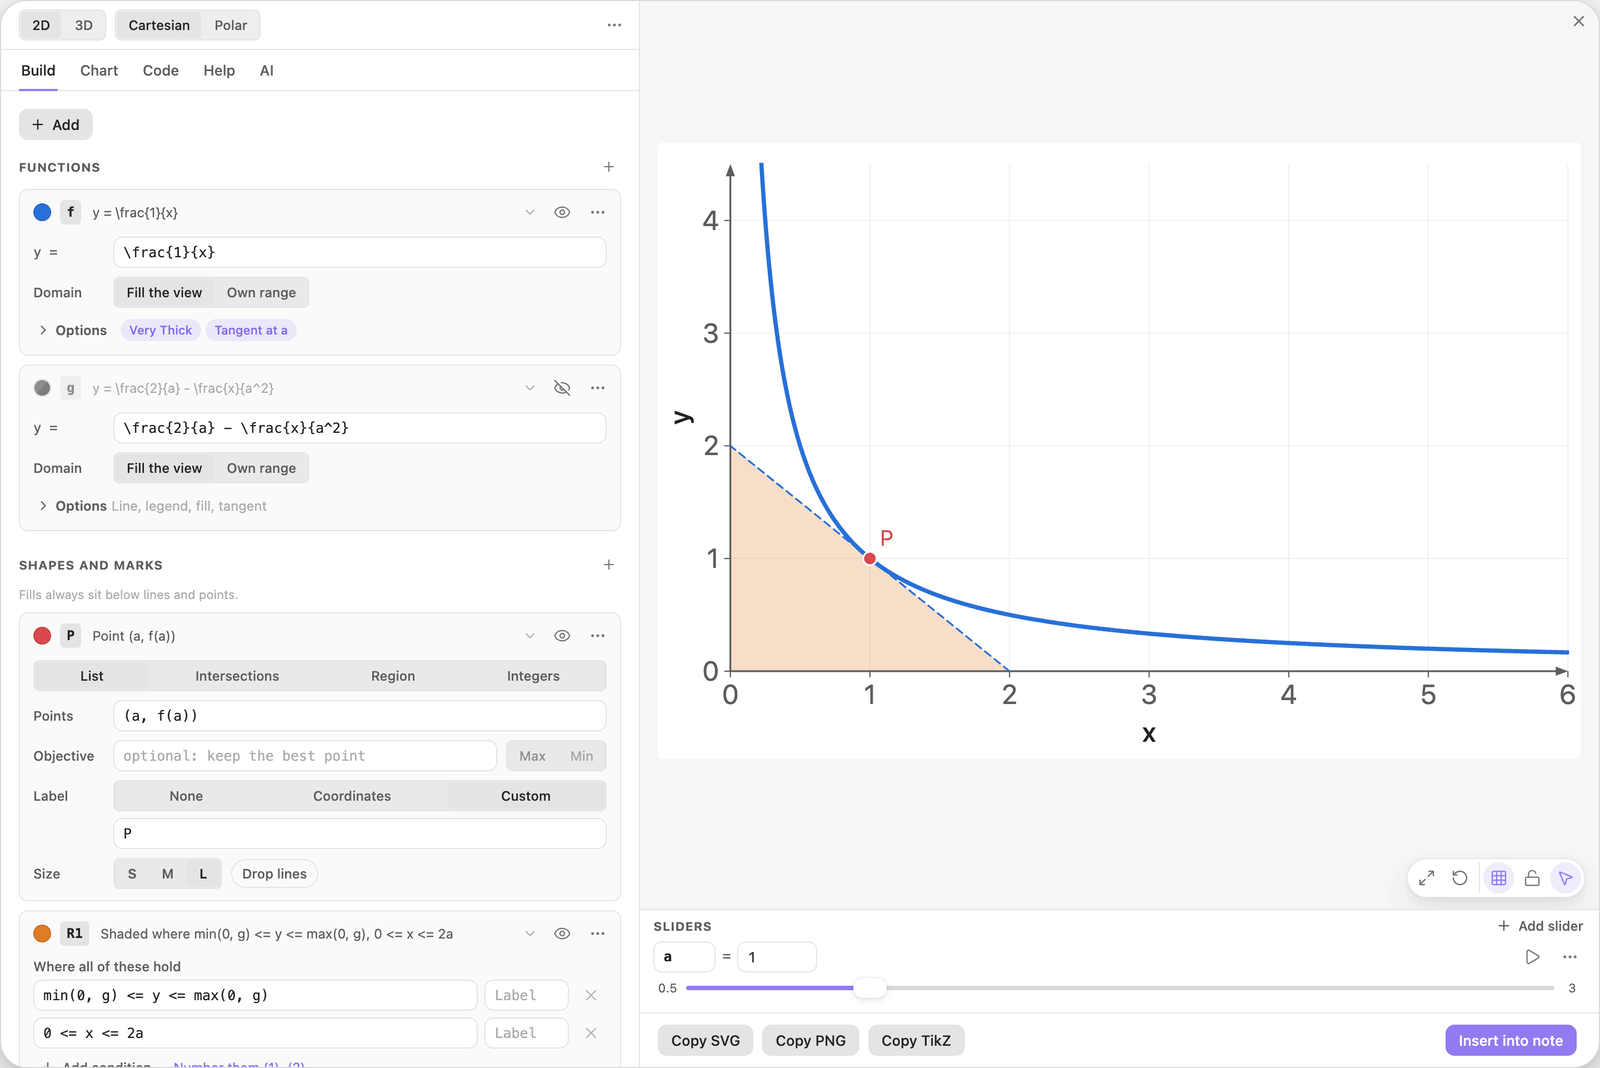 2D 3D Cartesian Polar ···
Build Chart Code Help AI
+ Add
FUNCTIONS +
f y = \frac{1}{x} ···
y = \frac{1}{x}
Domain Fill the view Own range
> Options Very Thick Tangent at a
g y = \frac{2}{a} - \frac{x}{a^2} ···
y = \frac{2}{a} - \frac{x}{a^2}
Domain Fill the view Own range
> Options Line, legend, fill, tangent
SHAPES AND MARKS +
Fills always sit below lines and points.
P Point (a, f(a)) ···
List Intersections Region Integers
Points (a, f(a))
Objective optional: keep the best point Max Min
Label None Coordinates Custom
P
Size S M L Drop lines
R1 Shaded where min(0, g) <= y <= max(0, g), 0 <= x <= 2a ···
Where all of these hold
min(0, g) <= y <= max(0, g) Label ×
0 <= x <= 2a Label ×
+ Add condition Number them (1), (2)
×
4
3
y
2
P
1
0
0 1 2 3 4 5 6
x
SLIDERS + Add slider
a = 1 ···
0.5 3
Copy SVG Copy PNG Copy TikZ Insert into note